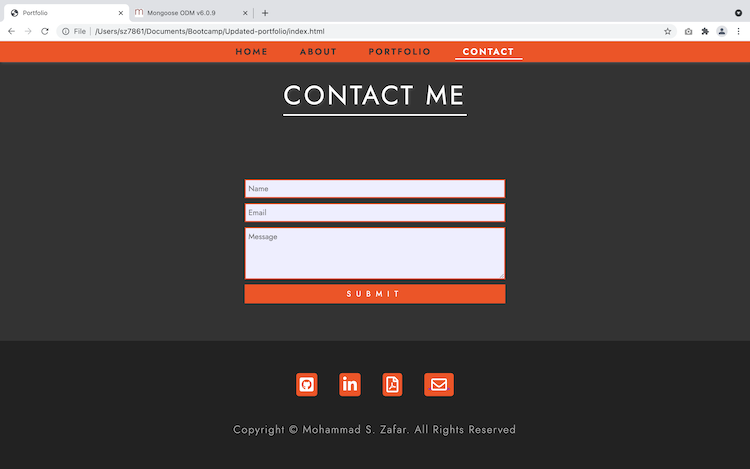 Portfolio
Mongoose ODM v6.0.9
File /Users/sz7861/Documents/Bootcamp/Updated-portfolio/index.html
HOME ABOUT PORTFOLIO CONTACT
CONTACT ME
Name
Email
Message
SUBMIT
in
Copyright © Mohammad S. Zafar. All Rights Reserved